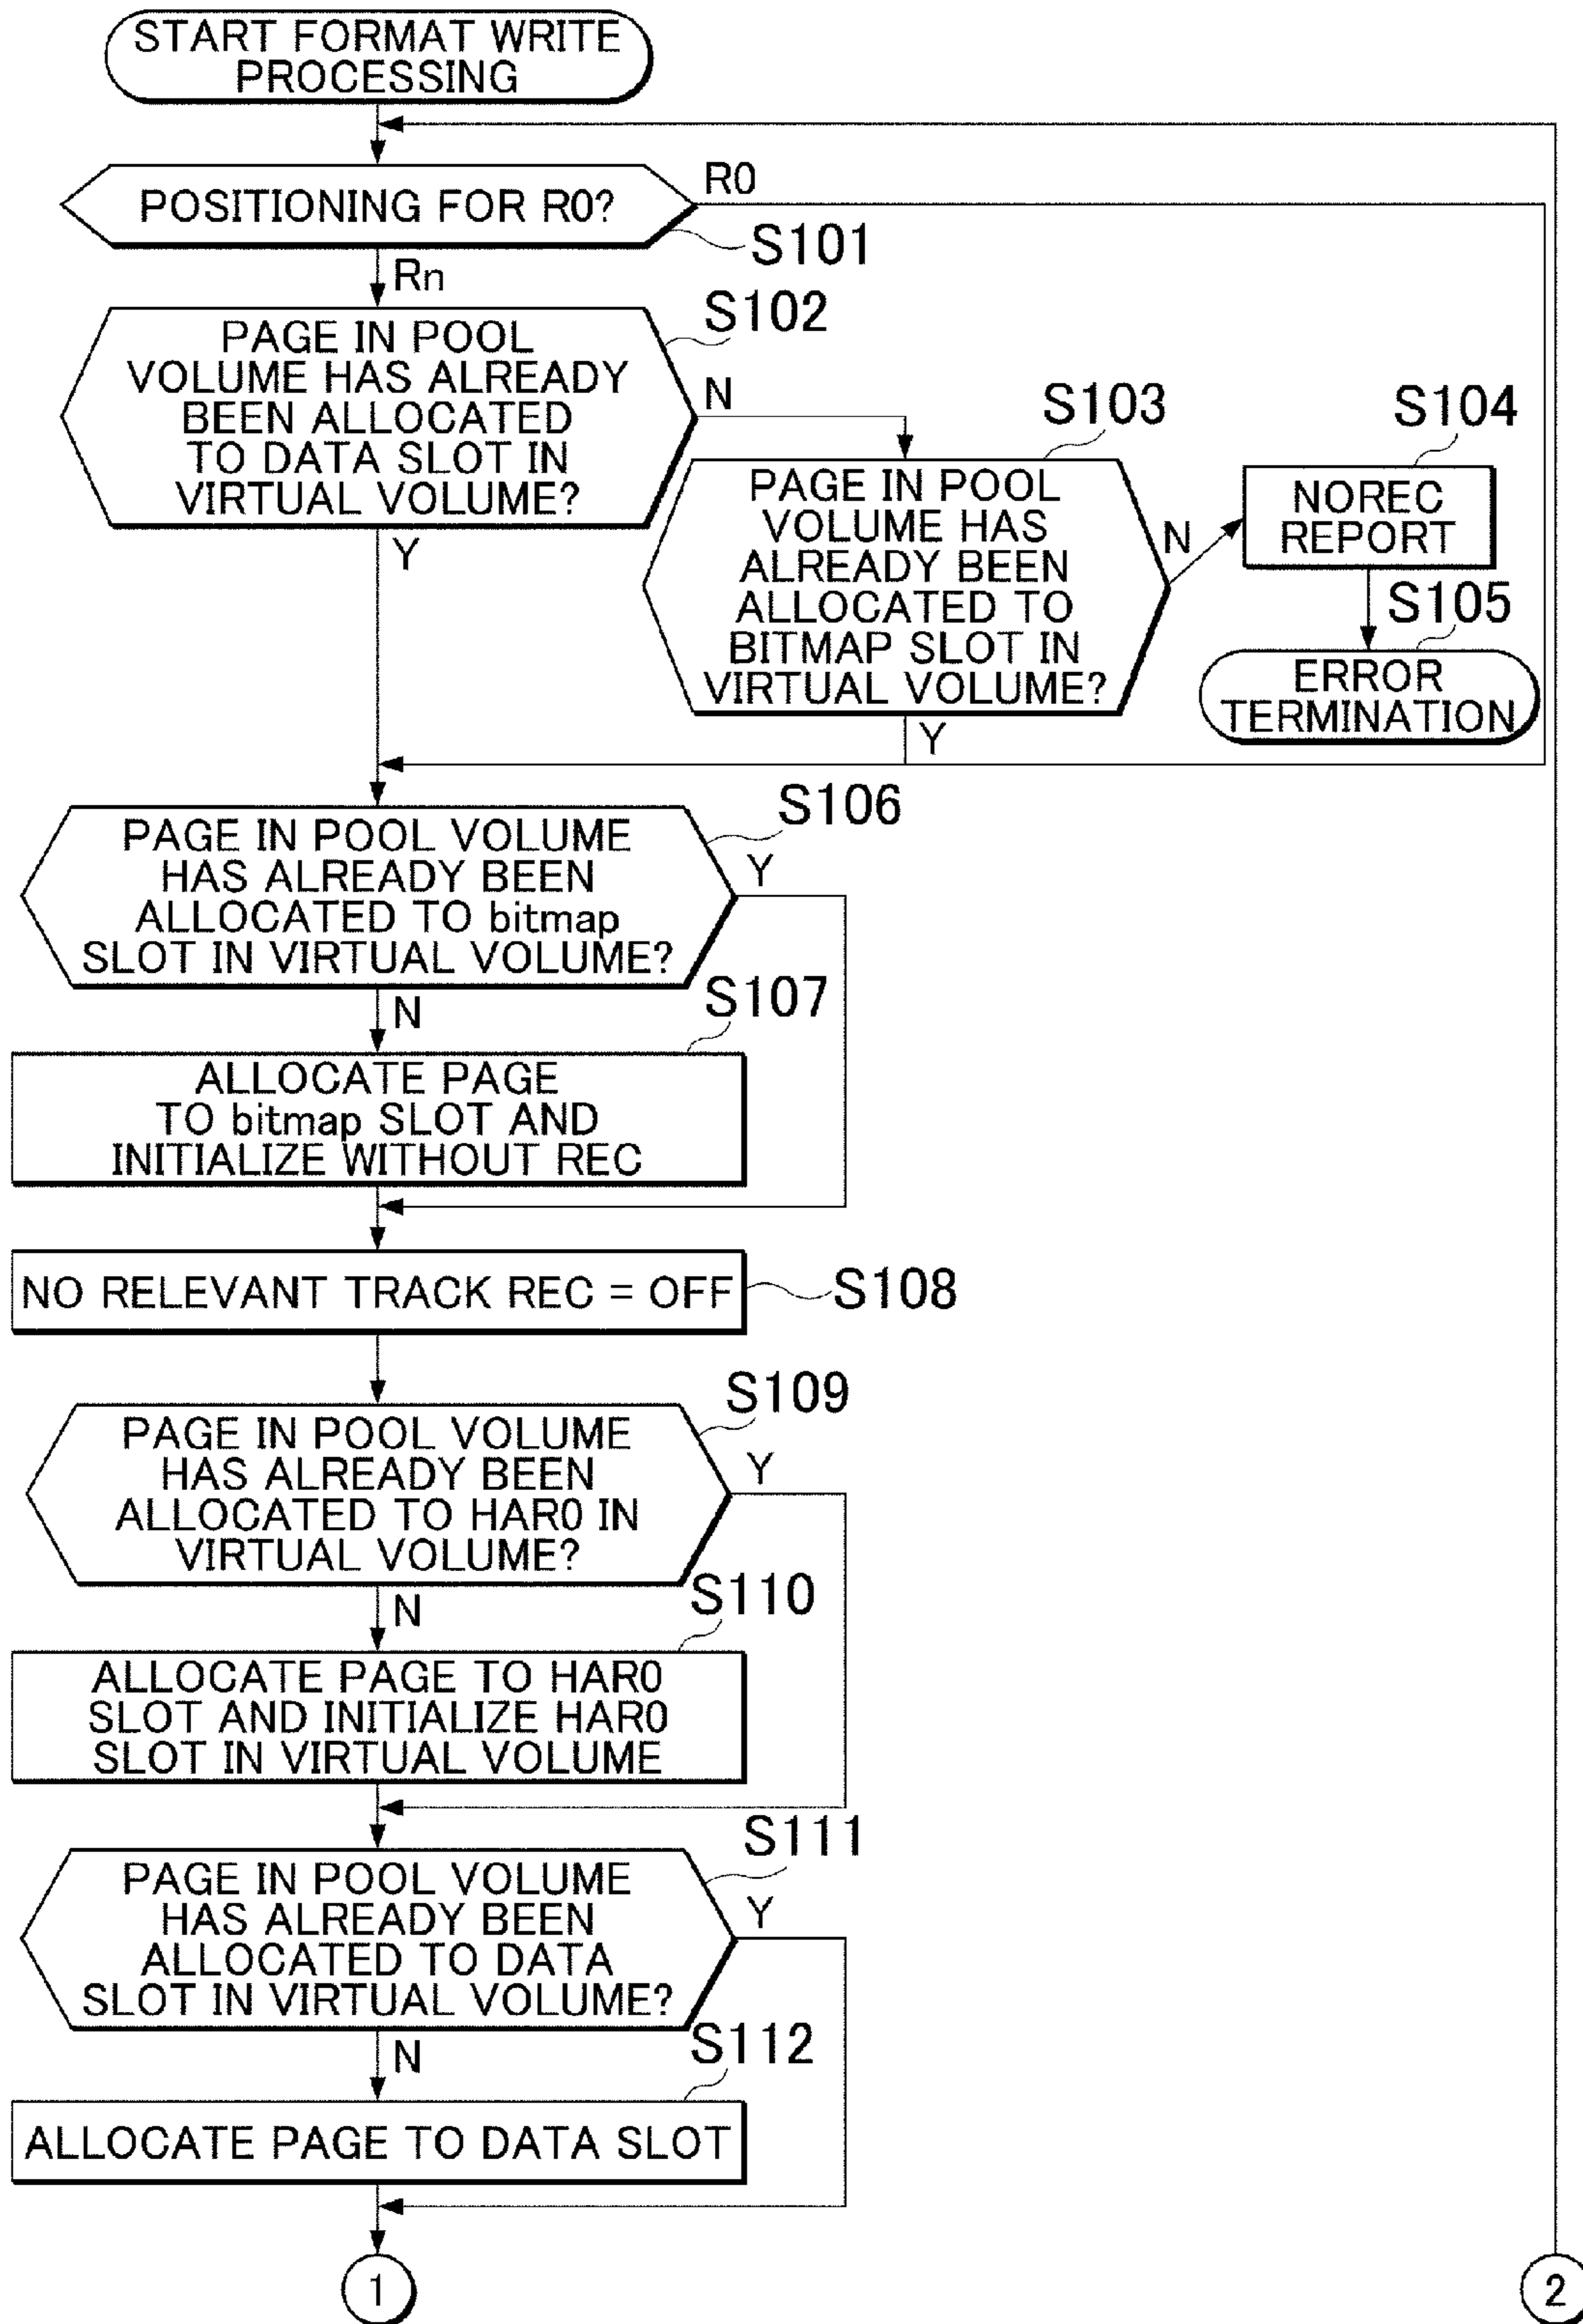 START FORMAT WRITE
PROCESSING
POSITIONING FOR R0?
R0
S101
Rn
PAGE IN POOL
VOLUME HAS ALREADY
BEEN ALLOCATED
TO DATA SLOT IN
VIRTUAL VOLUME?
S102
N
Y
S103
PAGE IN POOL
VOLUME HAS
ALREADY BEEN
ALLOCATED TO
BITMAP SLOT IN
VIRTUAL VOLUME?
N
Y
S104
NOREC
REPORT
S105
ERROR
TERMINATION
S106
PAGE IN POOL VOLUME
HAS ALREADY BEEN
ALLOCATED TO bitmap
SLOT IN VIRTUAL VOLUME?
Y
N
S107
ALLOCATE PAGE
TO bitmap SLOT AND
INITIALIZE WITHOUT REC
NO RELEVANT TRACK REC = OFF
S108
S109
PAGE IN POOL VOLUME
HAS ALREADY BEEN
ALLOCATED TO HAR0 IN
VIRTUAL VOLUME?
Y
N
S110
ALLOCATE PAGE TO HAR0
SLOT AND INITIALIZE HAR0
SLOT IN VIRTUAL VOLUME
S111
PAGE IN POOL VOLUME
HAS ALREADY BEEN
ALLOCATED TO DATA
SLOT IN VIRTUAL VOLUME?
Y
N
S112
ALLOCATE PAGE TO DATA SLOT
1
2